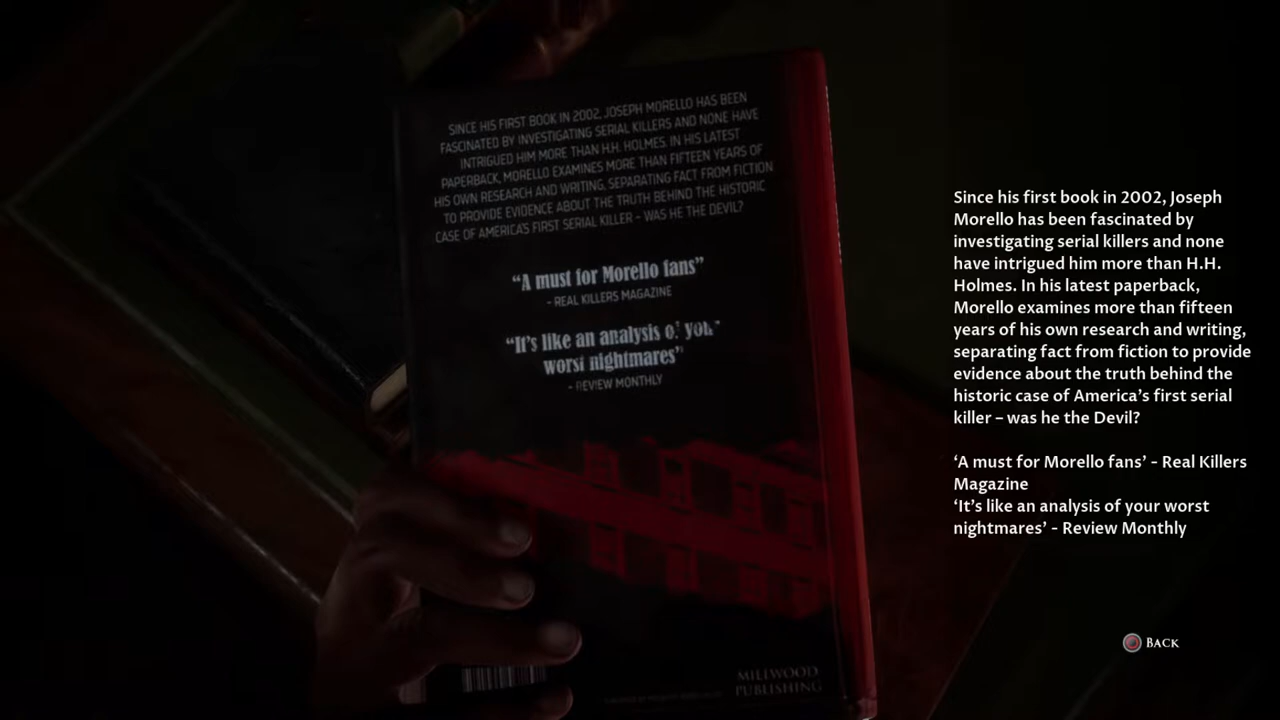 SINCE HIS FIRST BOOK IN 2002, JOSEPH MORELLO HAS BEEN
FASCINATED BY INVESTIGATING SERIAL KILLERS AND NONE HAVE
INTRIGUED HIM MORE THAN H.H. HOLMES. IN HIS LATEST
PAPERBACK, MORELLO EXAMINES MORE THAN FIFTEEN YEARS OF
HIS OWN RESEARCH AND WRITING, SEPARATING FACT FROM FICTION
TO PROVIDE EVIDENCE ABOUT THE TRUTH BEHIND THE HISTORIC
CASE OF AMERICA'S FIRST SERIAL KILLER – WAS HE THE DEVIL?
“A must for Morello fans”
- REAL KILLERS MAGAZINE
“It's like an analysis of your
worst nightmares”
- REVIEW MONTHLY
MILLWOOD
PUBLISHING
Since his first book in 2002, Joseph
Morello has been fascinated by
investigating serial killers and none
have intrigued him more than H.H.
Holmes. In his latest paperback,
Morello examines more than fifteen
years of his own research and writing,
separating fact from fiction to provide
evidence about the truth behind the
historic case of America's first serial
killer – was he the Devil?
‘A must for Morello fans’ - Real Killers
Magazine
‘It's like an analysis of your worst
nightmares’ - Review Monthly
BACK